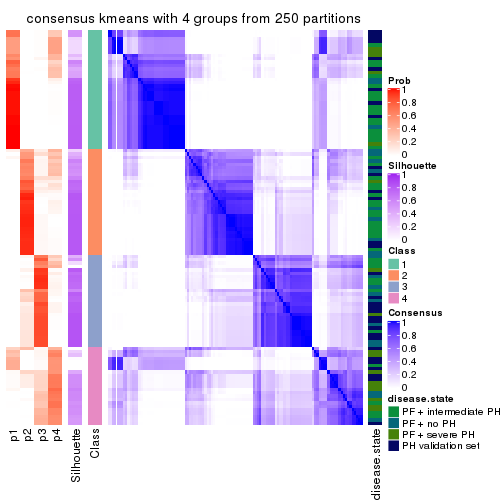 consensus kmeans with 4 groups from 250 partitions
Prob
1
0.8
0.6
0.4
0.2
0
Silhouette
1
0.8
0.6
0.4
0.2
0
Class
1
2
3
4
Consensus
1
0.8
0.6
0.4
0.2
0
disease.state
PF + intermediate PH
PF + no PH
PF + severe PH
PH validation set
p1
p2
p3
p4
Silhouette
Class
disease.state